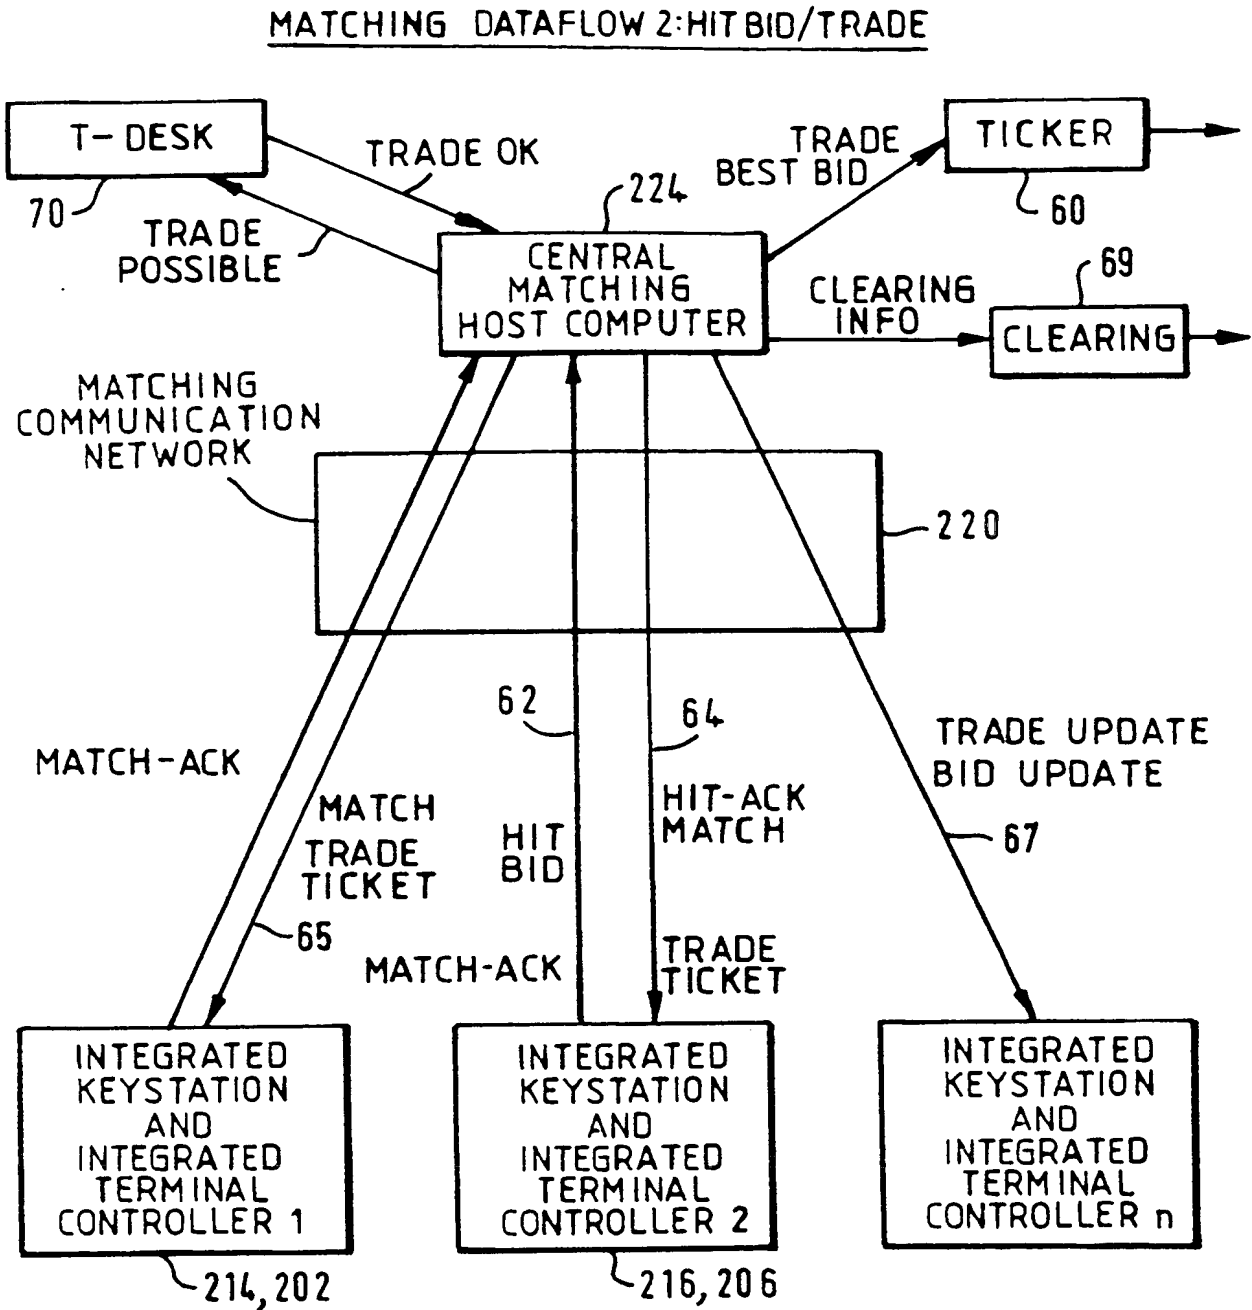 MATCHING DATAFLOW 2:HIT BID/TRADE
T-DESK
70
TRADE OK
TRADE
POSSIBLE
224
CENTRAL
MATCHING
HOST COMPUTER
TRADE
BEST BID
TICKER
60
CLEARING
INFO
69
CLEARING
MATCHING
COMMUNICATION
NETWORK
220
62
64
MATCH-ACK
MATCH
TRADE
TICKET
65
HIT
BID
MATCH-ACK
HIT-ACK
MATCH
TRADE
TICKET
TRADE UPDATE
BID UPDATE
67
INTEGRATED
KEYSTATION
AND
INTEGRATED
TERMINAL
CONTROLLER 1
214,202
INTEGRATED
KEYSTATION
AND
INTEGRATED
TERMINAL
CONTROLLER 2
216,206
INTEGRATED
KEYSTATION
AND
INTEGRATED
TERMINAL
CONTROLLER n